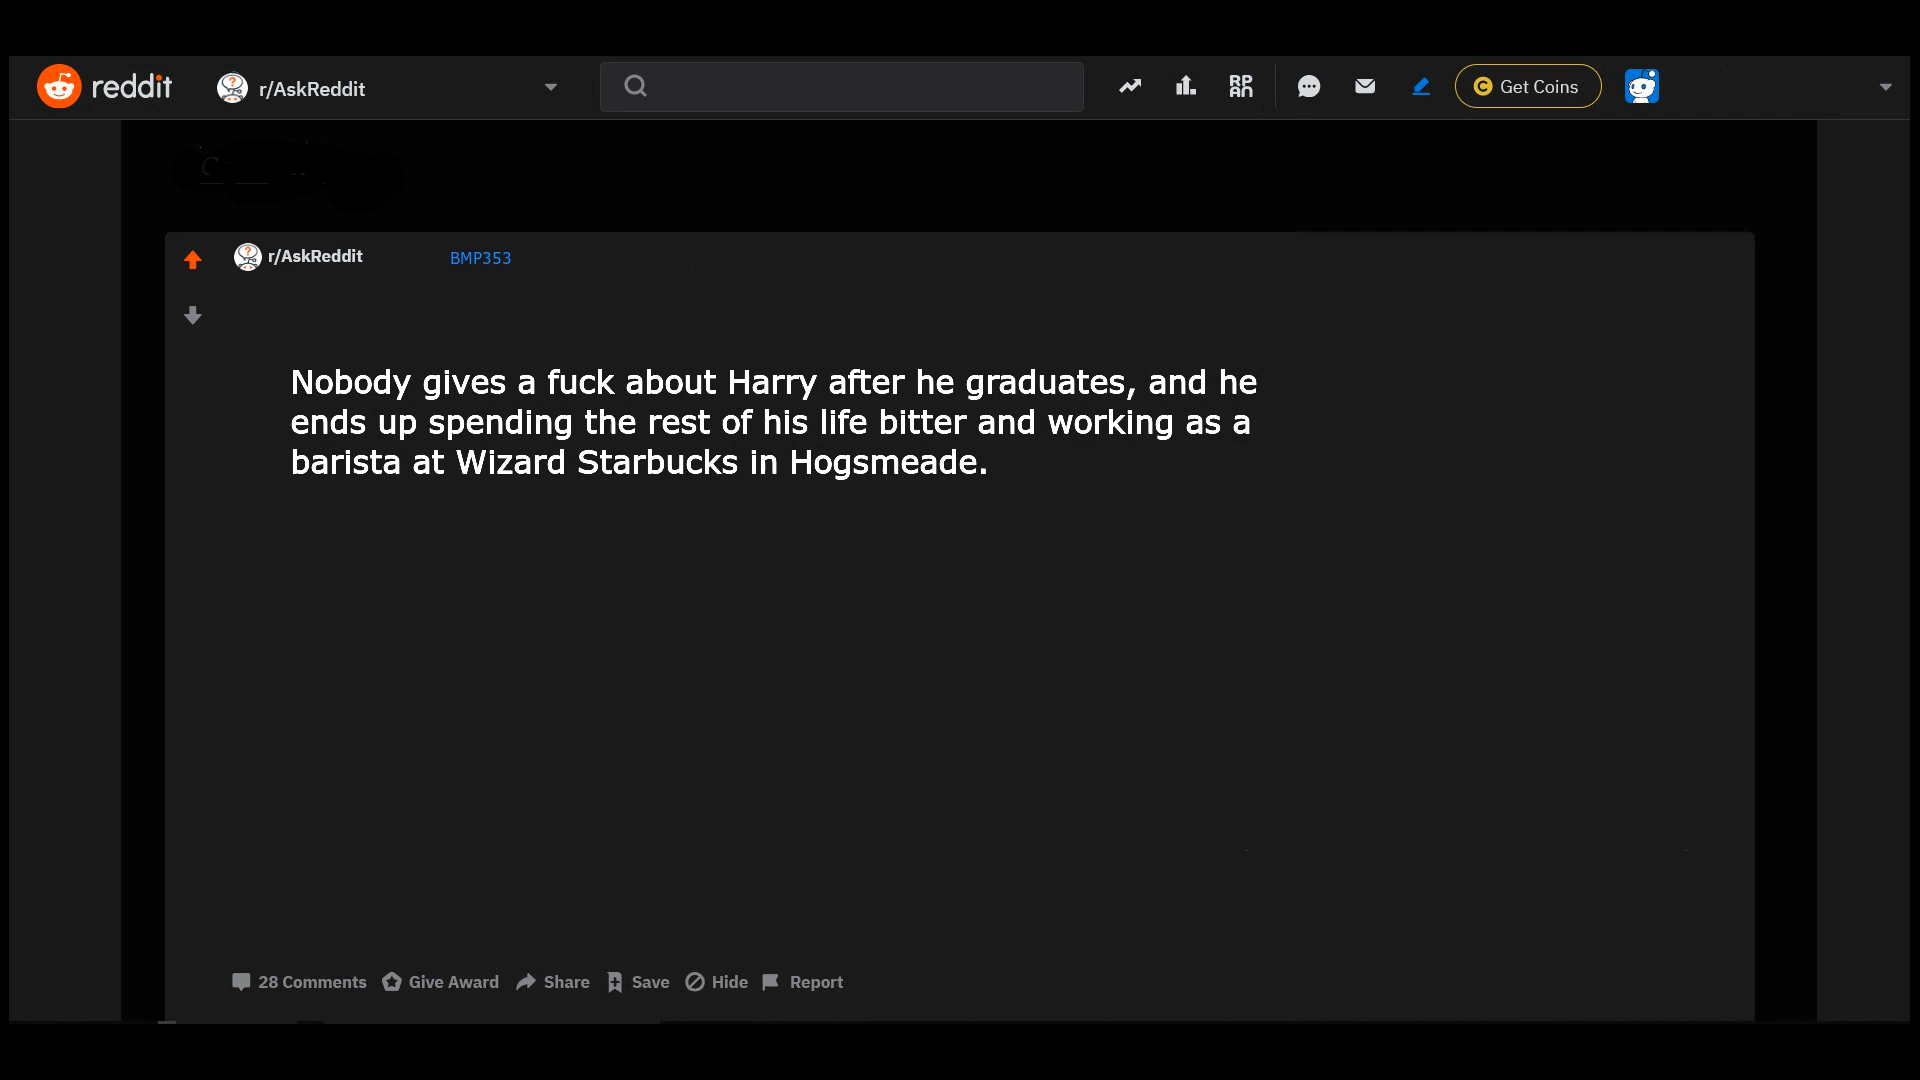 reddit
r/AskReddit
RPAN
Get Coins
r/AskReddit
BMP353
Nobody gives a fuck about Harry after he graduates, and he
ends up spending the rest of his life bitter and working as a
barista at Wizard Starbucks in Hogsmeade.
28 Comments Give Award Share Save Hide Report